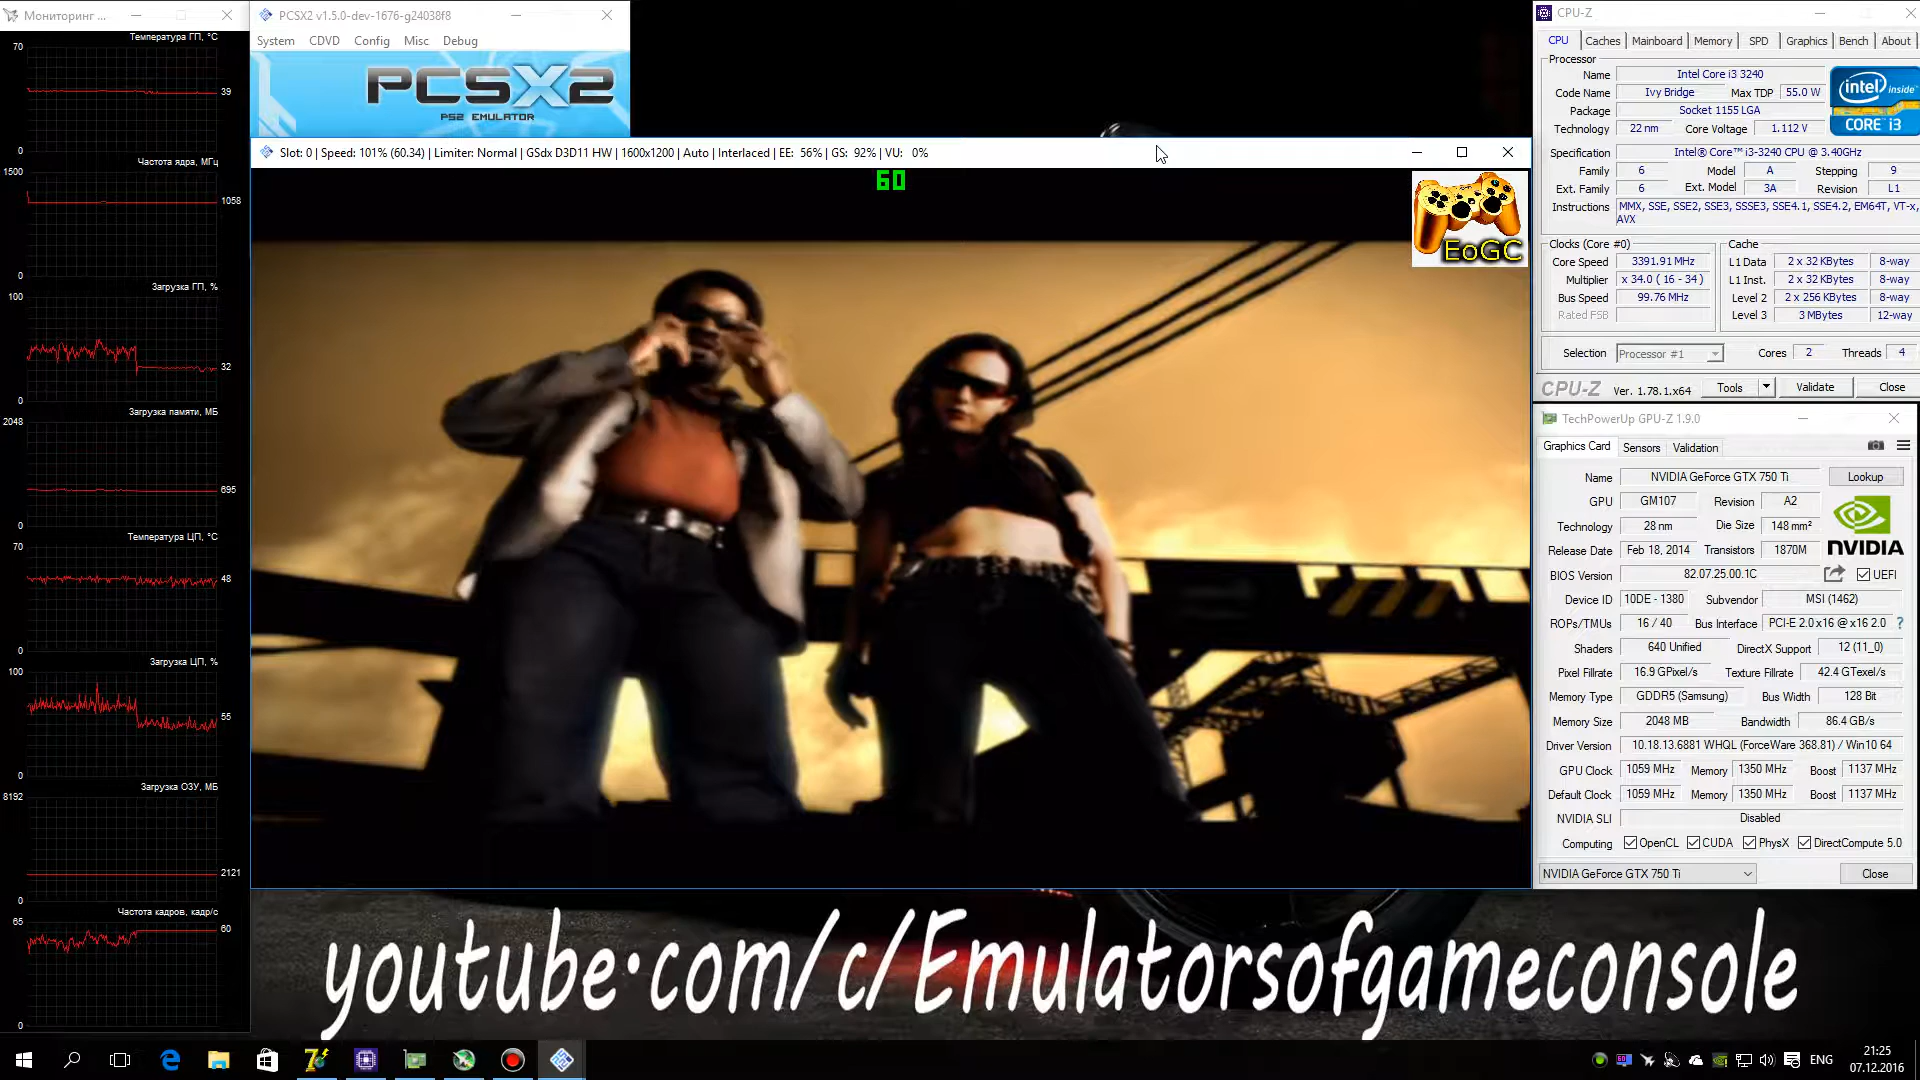 Мониторинг ...
Температура ГП, °C
70
39
0
Частота ядра, МГц
1500
1058
0
Загрузка ГП, %
100
32
0
Загрузка памяти, МБ
2048
695
0
Температура ЦП, °C
70
48
0
Загрузка ЦП, %
100
55
0
Загрузка ОЗУ, МБ
8192
2121
0
Частота кадров, кадр/с
65
60
0
PCSX2 v1.5.0-dev-1676-g24038f8
System CDVD Config Misc Debug
PCSX2
PS2 EMULATOR
Slot: 0 | Speed: 101% (60.34) | Limiter: Normal | GSdx D3D11 HW | 1600x1200 | Auto | Interlaced | EE: 56% | GS: 92% | VU: 0%
60
EoGC
CPU-Z
CPU Caches Mainboard Memory SPD Graphics Bench About
Processor
Name Intel Core i3 3240
Code Name Ivy Bridge Max TDP 55.0 W
Package Socket 1155 LGA
Technology 22 nm Core Voltage 1.112 V
intel inside
CORE i3
Specification Intel® Core™ i3-3240 CPU @ 3.40GHz
Family 6 Model A Stepping 9
Ext. Family 6 Ext. Model 3A Revision L1
Instructions MMX, SSE, SSE2, SSE3, SSSE3, SSE4.1, SSE4.2, EM64T, VT-x,
AVX
Clocks (Core #0) Cache
Core Speed 3391.91 MHz L1 Data 2 x 32 KBytes 8-way
Multiplier x 34.0 ( 16 - 34 ) L1 Inst. 2 x 32 KBytes 8-way
Bus Speed 99.76 MHz Level 2 2 x 256 KBytes 8-way
Rated FSB Level 3 3 MBytes 12-way
Selection Processor #1 Cores 2 Threads 4
CPU-Z Ver. 1.78.1.x64 Tools Validate Close
TechPowerUp GPU-Z 1.9.0
Graphics Card Sensors Validation
Name NVIDIA GeForce GTX 750 Ti Lookup
GPU GM107 Revision A2
Technology 28 nm Die Size 148 mm²
Release Date Feb 18, 2014 Transistors 1870M
NVIDIA
BIOS Version 82.07.25.00.1C UEFI
Device ID 10DE - 1380 Subvendor MSI (1462)
ROPs/TMUs 16 / 40 Bus Interface PCI-E 2.0 x16 @ x16 2.0 ?
Shaders 640 Unified DirectX Support 12 (11_0)
Pixel Fillrate 16.9 GPixel/s Texture Fillrate 42.4 GTexel/s
Memory Type GDDR5 (Samsung) Bus Width 128 Bit
Memory Size 2048 MB Bandwidth 86.4 GB/s
Driver Version 10.18.13.6881 WHQL (ForceWare 368.81) / Win10 64
GPU Clock 1059 MHz Memory 1350 MHz Boost 1137 MHz
Default Clock 1059 MHz Memory 1350 MHz Boost 1137 MHz
NVIDIA SLI Disabled
Computing OpenCL CUDA PhysX DirectCompute 5.0
NVIDIA GeForce GTX 750 Ti Close
youtube.com/c/Emulatorsofgameconsole
ENG
21:25
07.12.2016